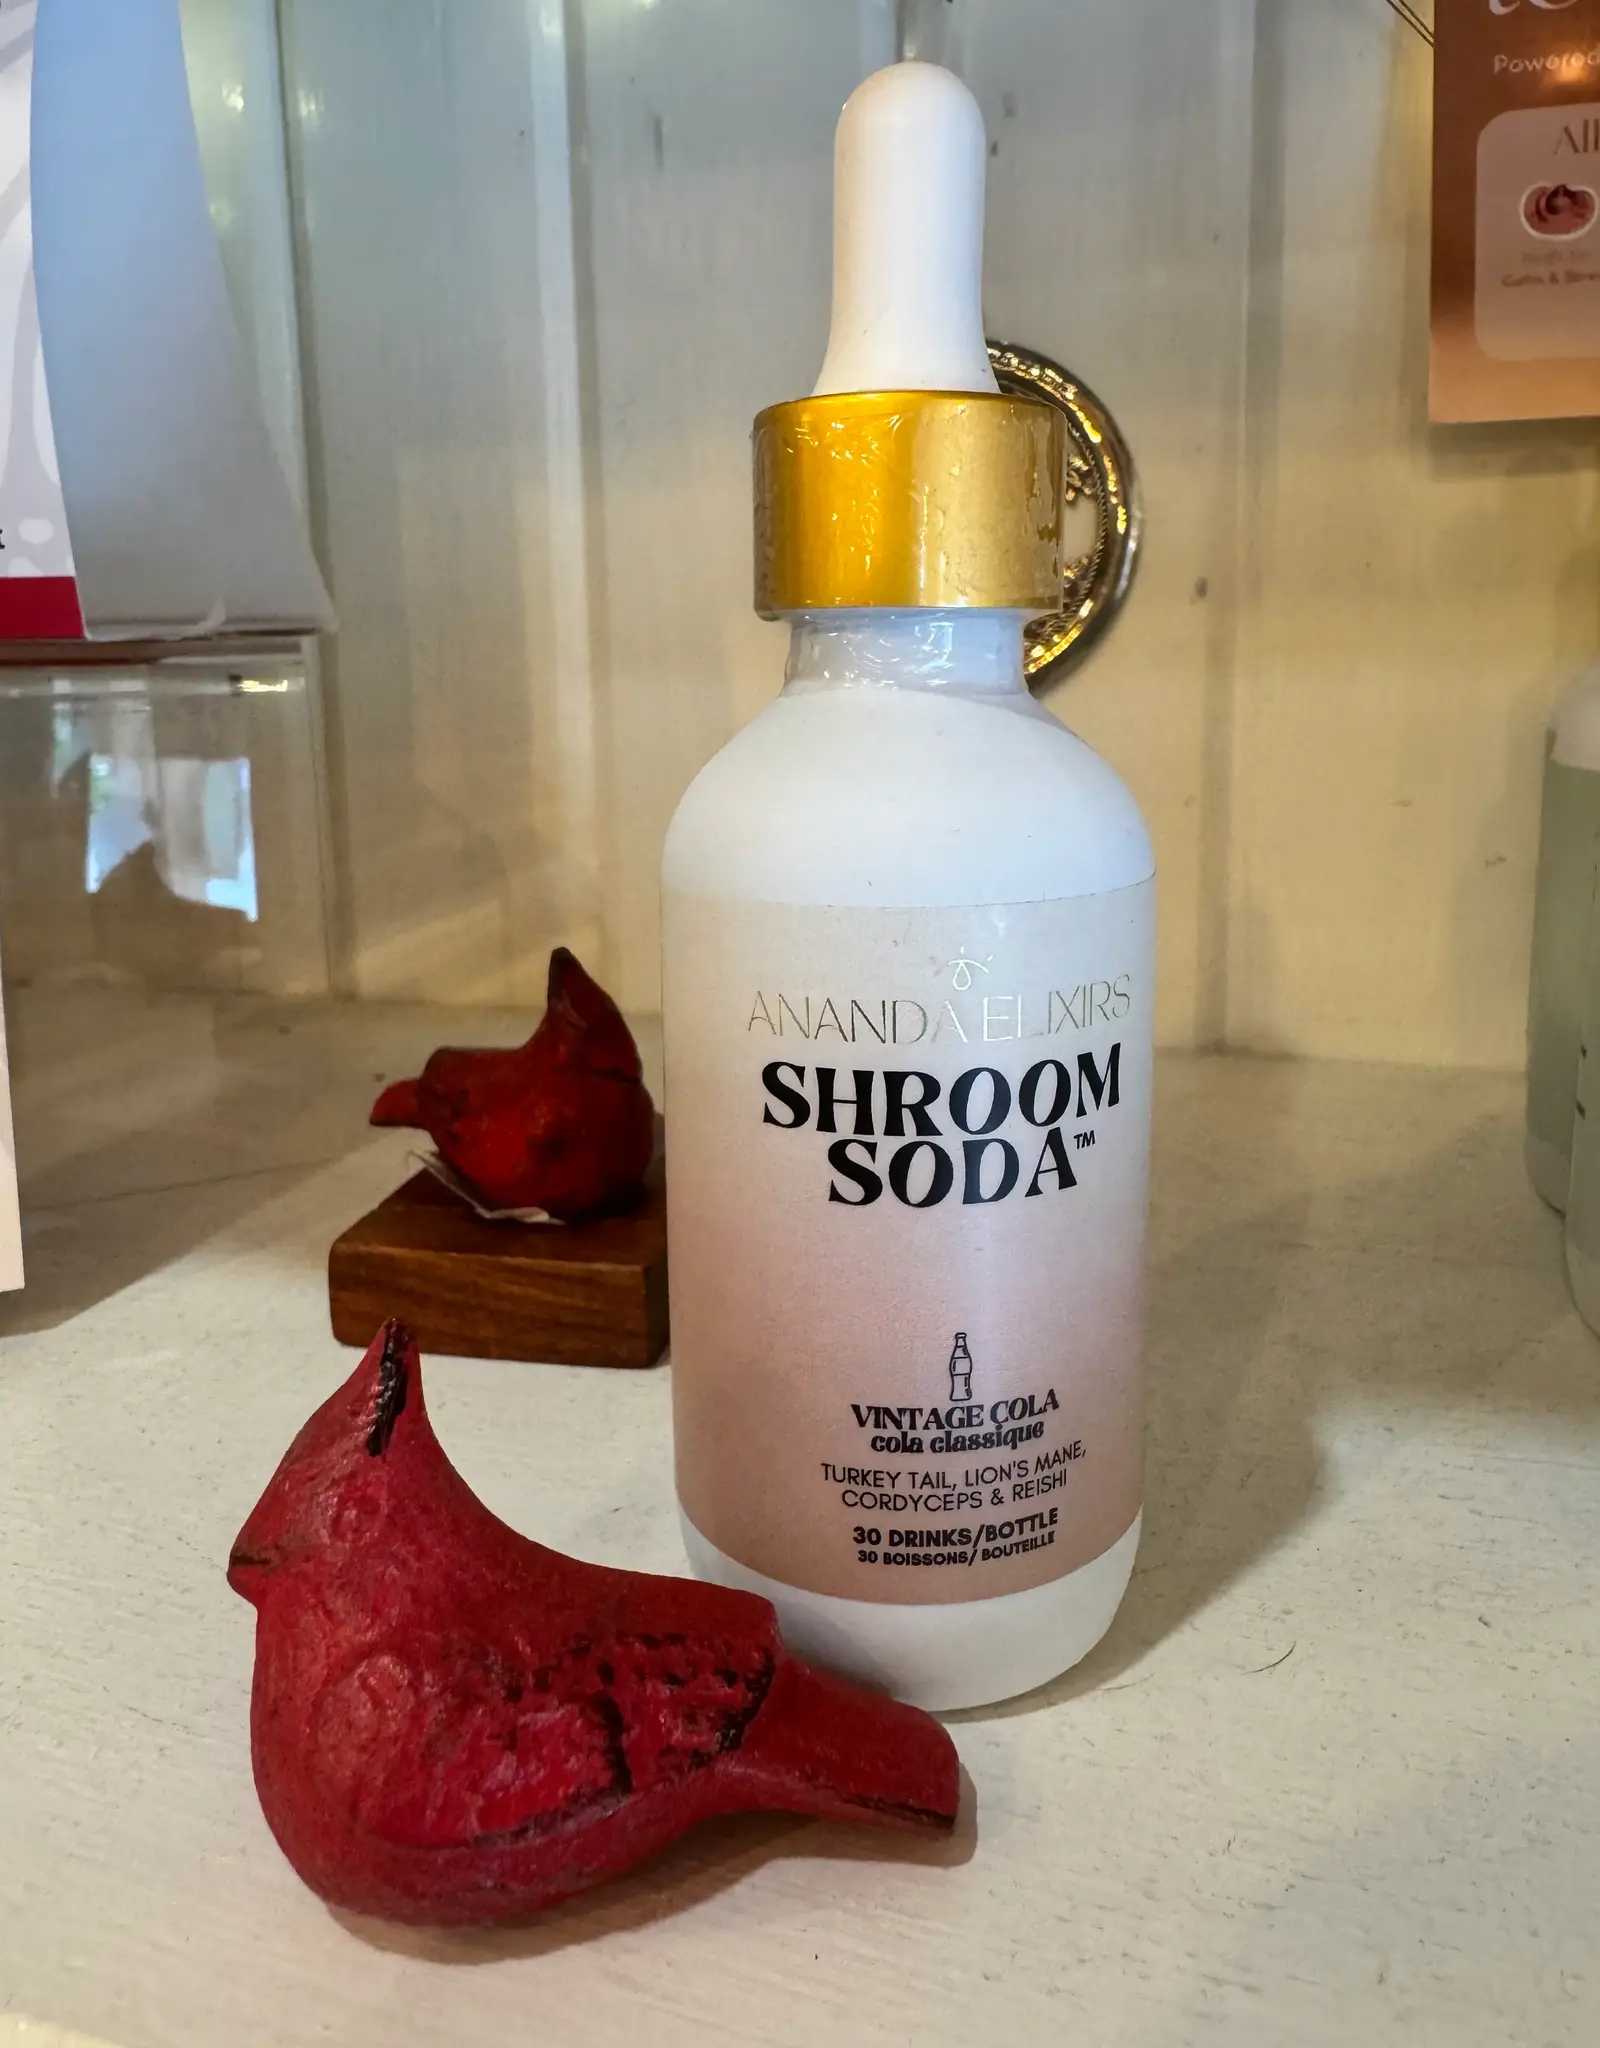 ANANDA ELIXIRS
SHROOM
SODA™
VINTAGE COLA
cola classique
TURKEY TAIL, LION'S MANE,
CORDYCEPS & REISHI
30 DRINKS/BOTTLE
30 BOISSONS/BOUTEILLE